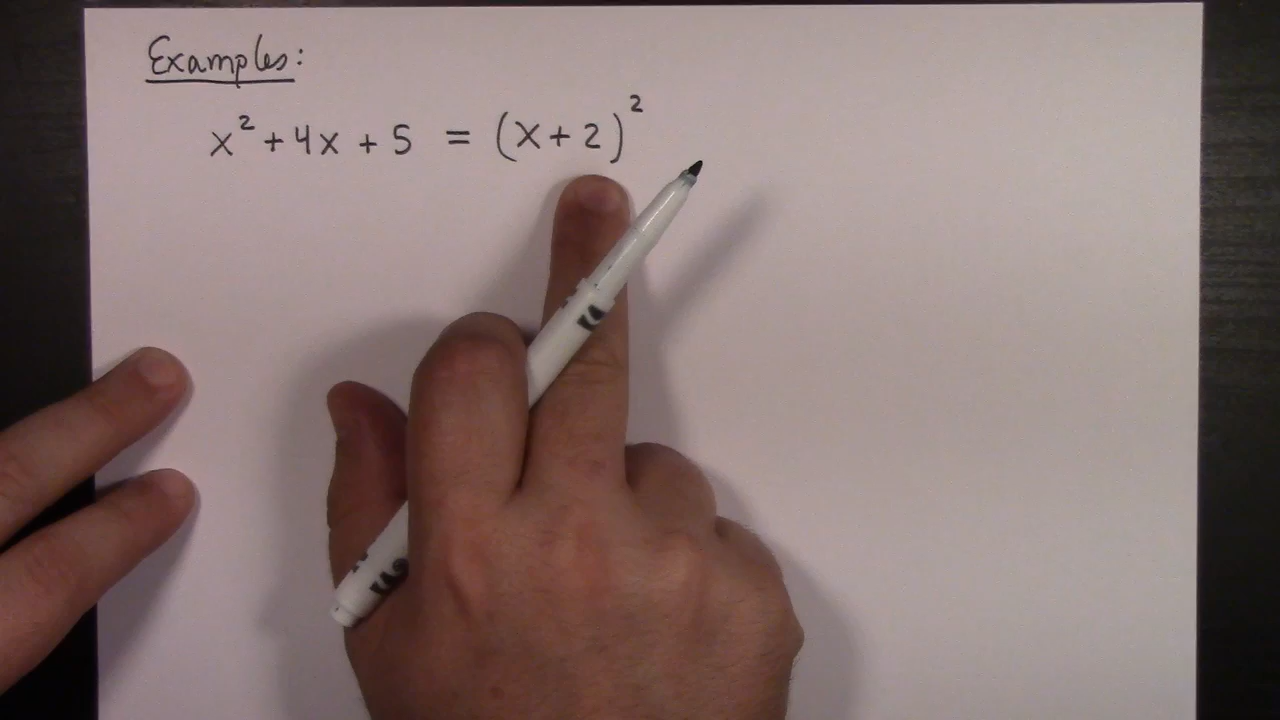 Examples:
x² + 4x + 5 = (x + 2)²